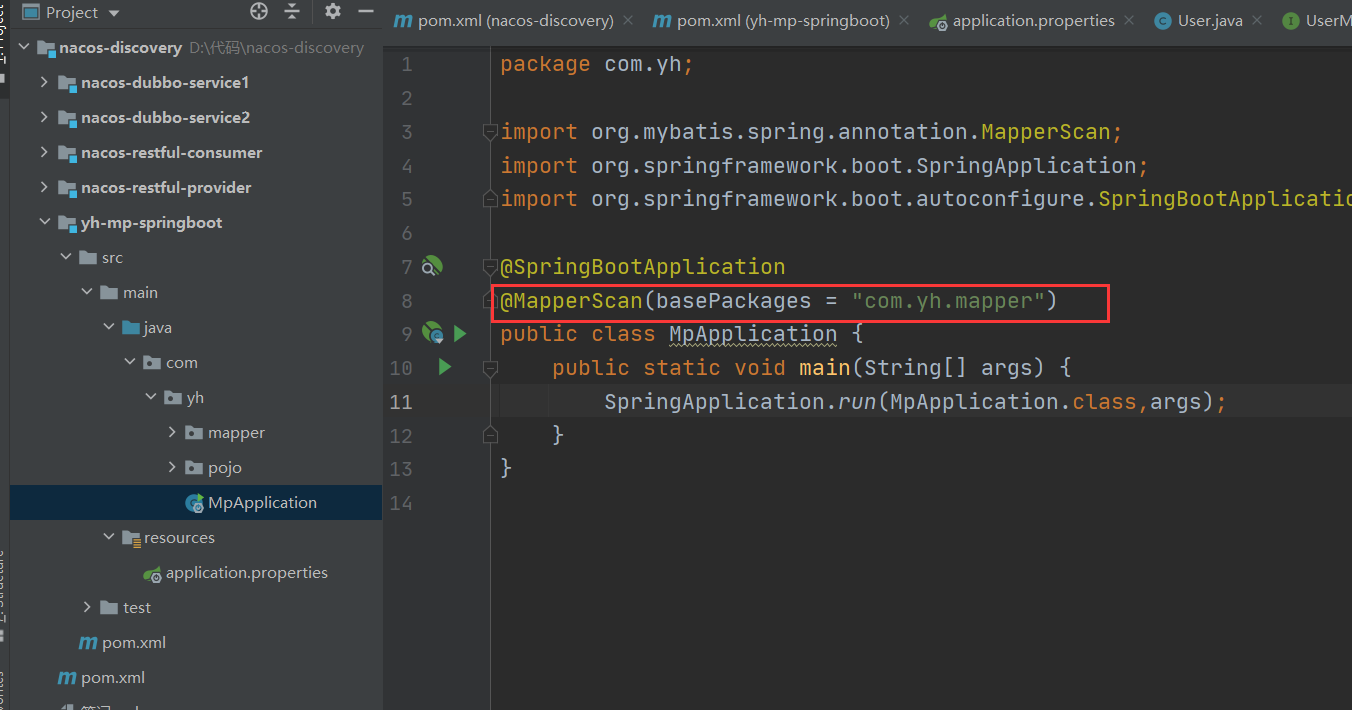 Project
nacos-discovery D:\代码\nacos-discovery
nacos-dubbo-service1
nacos-dubbo-service2
nacos-restful-consumer
nacos-restful-provider
yh-mp-springboot
src
main
java
com
yh
mapper
pojo
MpApplication
resources
application.properties
test
pom.xml
pom.xml
pom.xml (nacos-discovery) pom.xml (yh-mp-springboot) application.properties User.java UserM
1 package com.yh;
2
3 import org.mybatis.spring.annotation.MapperScan;
4 import org.springframework.boot.SpringApplication;
5 import org.springframework.boot.autoconfigure.SpringBootApplicatio
6
7 @SpringBootApplication
8 @MapperScan(basePackages = "com.yh.mapper")
9 public class MpApplication {
10 public static void main(String[] args) {
11 SpringApplication.run(MpApplication.class,args);
12 }
13 }
14